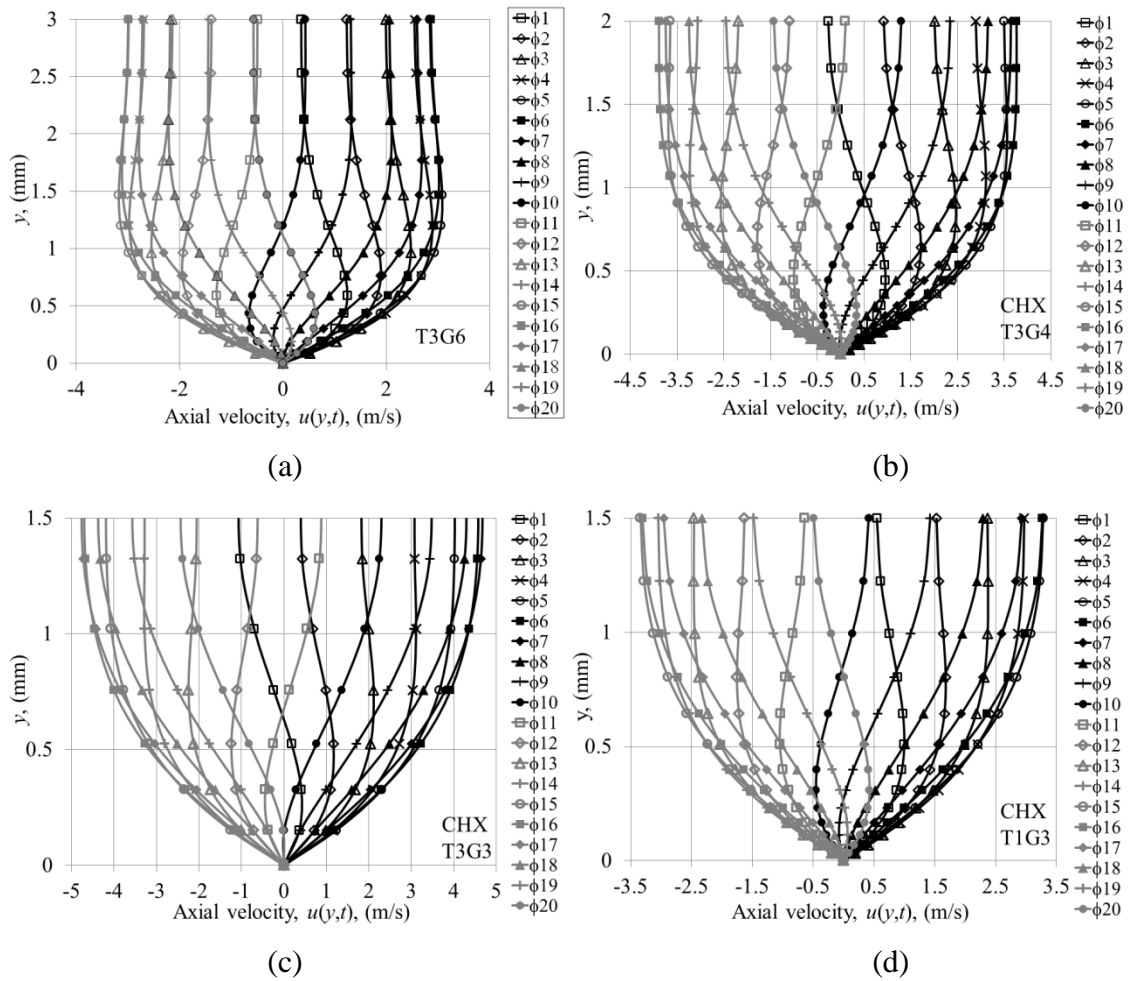 3
2.5
2
1.5
1
0.5
0
y, (mm)
-4
-2
0
2
4
Axial velocity, u(y,t), (m/s)
T3G6
ϕ1
ϕ2
ϕ3
ϕ4
ϕ5
ϕ6
ϕ7
ϕ8
ϕ9
ϕ10
ϕ11
ϕ12
ϕ13
ϕ14
ϕ15
ϕ16
ϕ17
ϕ18
ϕ19
ϕ20
(a)
2
1.5
1
0.5
0
y, (mm)
-4.5
-3.5
-2.5
-1.5
-0.5
0.5
1.5
2.5
3.5
4.5
Axial velocity, u(y,t), (m/s)
CHX
T3G4
ϕ1
ϕ2
ϕ3
ϕ4
ϕ5
ϕ6
ϕ7
ϕ8
ϕ9
ϕ10
ϕ11
ϕ12
ϕ13
ϕ14
ϕ15
ϕ16
ϕ17
ϕ18
ϕ19
ϕ20
(b)
1.5
1
0.5
0
y, (mm)
-5
-4
-3
-2
-1
0
1
2
3
4
5
Axial velocity, u(y,t), (m/s)
CHX
T3G3
ϕ1
ϕ2
ϕ3
ϕ4
ϕ5
ϕ6
ϕ7
ϕ8
ϕ9
ϕ10
ϕ11
ϕ12
ϕ13
ϕ14
ϕ15
ϕ16
ϕ17
ϕ18
ϕ19
ϕ20
(c)
1.5
1
0.5
0
y, (mm)
-3.5
-2.5
-1.5
-0.5
0.5
1.5
2.5
3.5
Axial velocity, u(y,t), (m/s)
CHX
T1G3
ϕ1
ϕ2
ϕ3
ϕ4
ϕ5
ϕ6
ϕ7
ϕ8
ϕ9
ϕ10
ϕ11
ϕ12
ϕ13
ϕ14
ϕ15
ϕ16
ϕ17
ϕ18
ϕ19
ϕ20
(d)